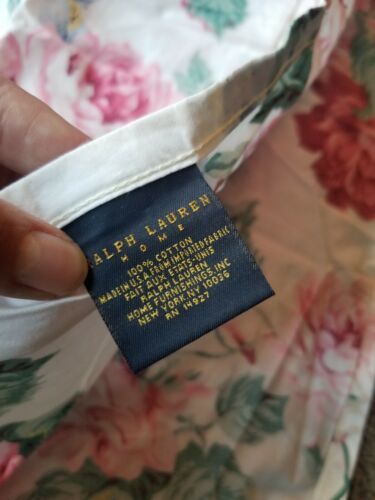 RALPH LAUREN
HOME
100% COTTON
MADE IN U.S.A. FROM IMPORTED FABRIC
FAIT AUX ETATS-UNIS
RALPH LAUREN
HOME FURNISHINGS, INC
NEW YORK, NY 10036
RN 14927